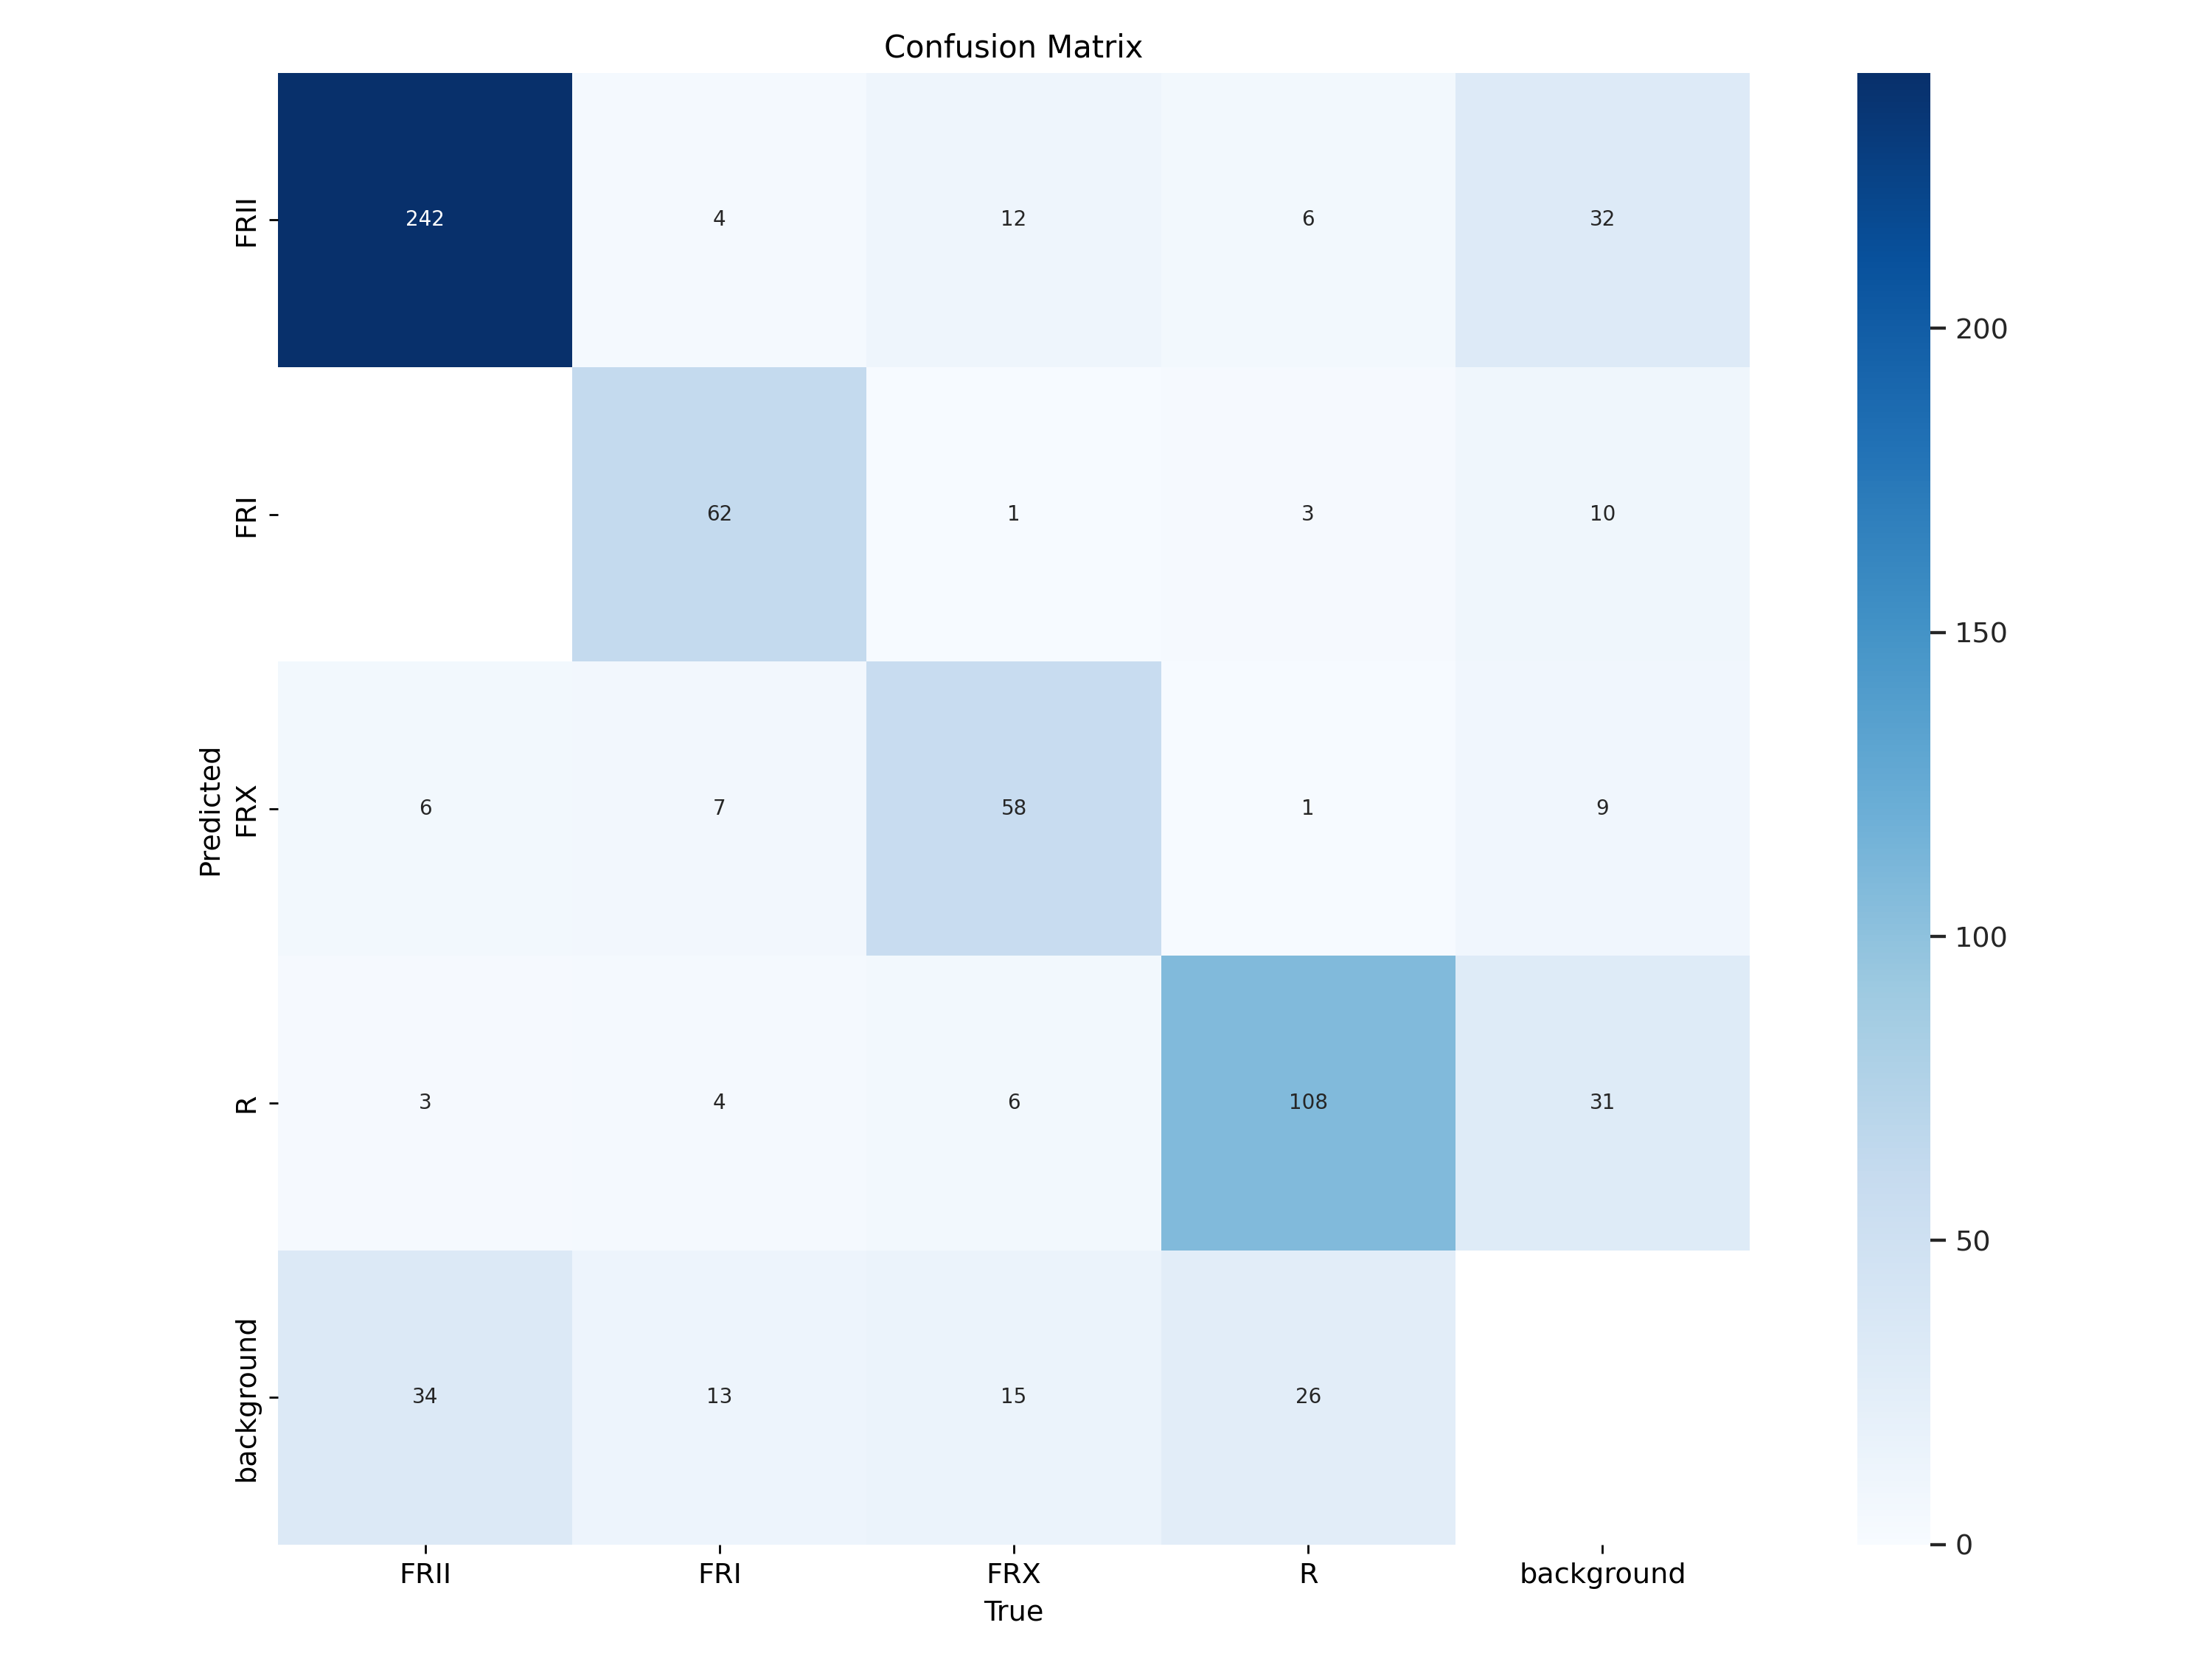 Confusion Matrix
FRII 242 4 12 6 32
FRI 62 1 3 10
FRX 6 7 58 1 9
R 3 4 6 108 31
background 34 13 15 26
Predicted
FRII FRI FRX R background
True
200
150
100
50
0